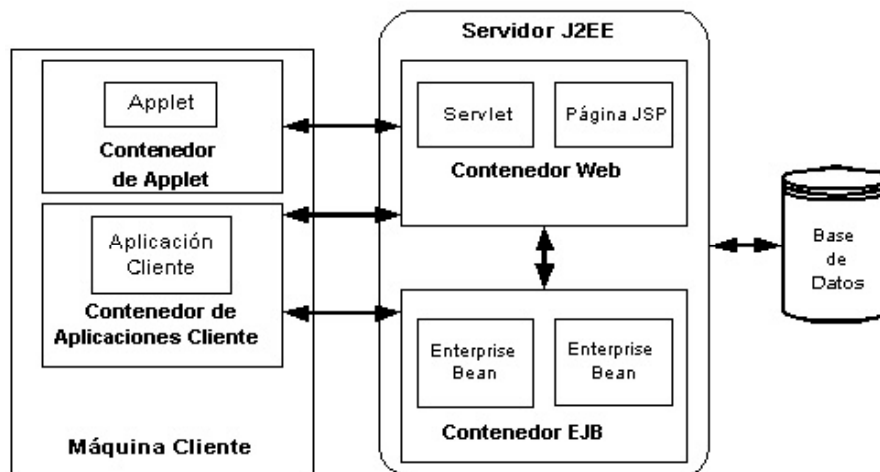 Applet
Contenedor
de Applet
Aplicación
Cliente
Contenedor de
Aplicaciones Cliente
Máquina Cliente
Servidor J2EE
Servlet
Página JSP
Contenedor Web
Enterprise
Bean
Enterprise
Bean
Contenedor EJB
Base
de
Datos